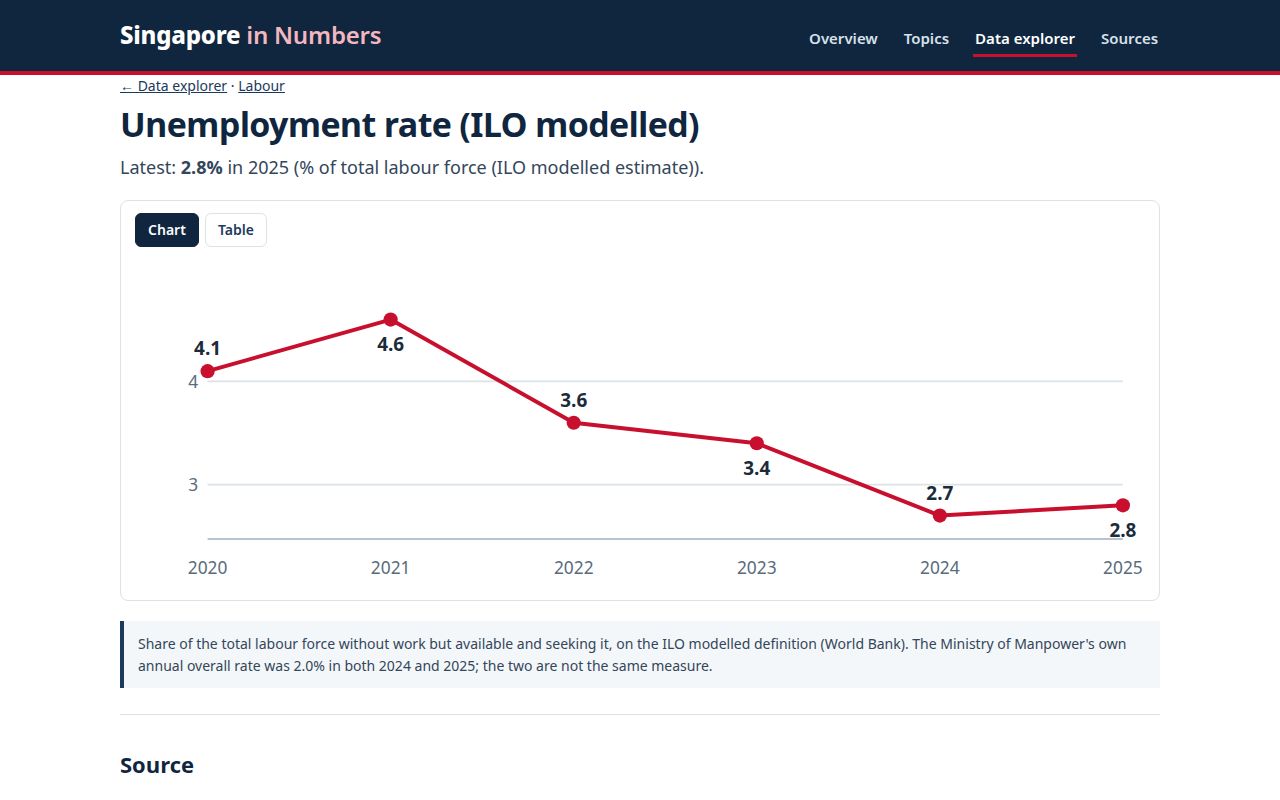 Singapore in Numbers
Overview Topics Data explorer Sources
← Data explorer · Labour
Unemployment rate (ILO modelled)
Latest: 2.8% in 2025 (% of total labour force (ILO modelled estimate)).
Chart Table
4.1
4.6
4
3.6
3.4
3
2.7
2.8
2020 2021 2022 2023 2024 2025
Share of the total labour force without work but available and seeking it, on the ILO modelled definition (World Bank). The Ministry of Manpower's own
annual overall rate was 2.0% in both 2024 and 2025; the two are not the same measure.
Source